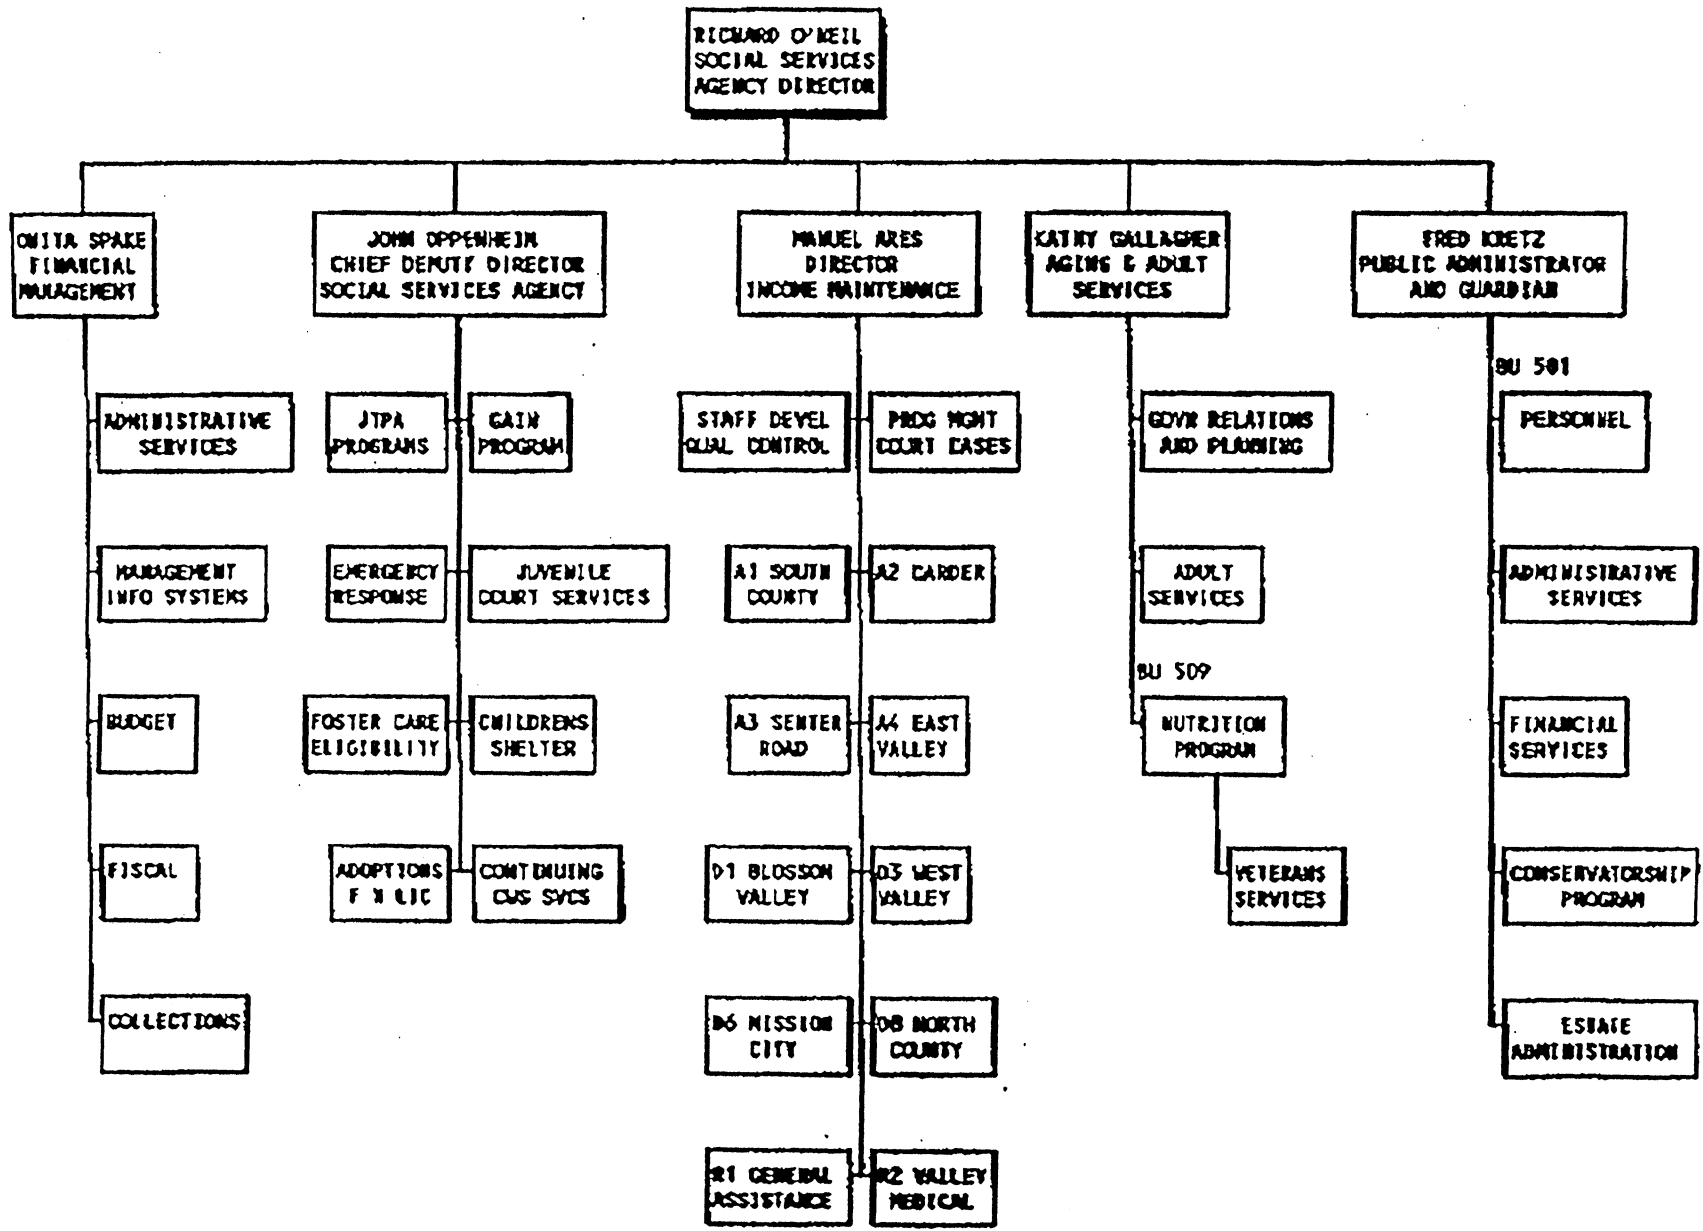 RICHARD O'NEIL
SOCIAL SERVICES
AGENCY DIRECTOR
ONITA SPAKE
FINANCIAL
MANAGEMENT
JOHN OPPENHEIM
CHIEF DEPUTY DIRECTOR
SOCIAL SERVICES AGENCY
MANUEL ARES
DIRECTOR
INCOME MAINTENANCE
KATHY GALLAGHER
AGING & ADULT
SERVICES
FRED KRETZ
PUBLIC ADMINISTRATOR
AND GUARDIAN
BU 501
ADMINISTRATIVE
SERVICES
JTPA
PROGRAMS
GAIN
PROGRAM
STAFF DEVEL
QUAL CONTROL
PROG MGMT
COURT CASES
GOVR RELATIONS
AND PLANNING
PERSONNEL
MANAGEMENT
INFO SYSTEMS
EMERGENCY
RESPONSE
JUVENILE
COURT SERVICES
A1 SOUTH
COUNTY
A2 CARDER
ADULT
SERVICES
ADMINISTRATIVE
SERVICES
BU 509
BUDGET
FOSTER CARE
ELIGIBILITY
CHILDRENS
SHELTER
A3 SENTER
ROAD
A4 EAST
VALLEY
NUTRITION
PROGRAM
FINANCIAL
SERVICES
FISCAL
ADOPTIONS
F H LIC
CONTINUING
CWS SVCS
D1 BLOSSOM
VALLEY
D3 WEST
VALLEY
VETERANS
SERVICES
CONSERVATORSHIP
PROGRAM
COLLECTIONS
D6 MISSION
CITY
D8 NORTH
COUNTY
ESTATE
ADMINISTRATION
R1 GENERAL
ASSISTANCE
R2 VALLEY
MEDICAL